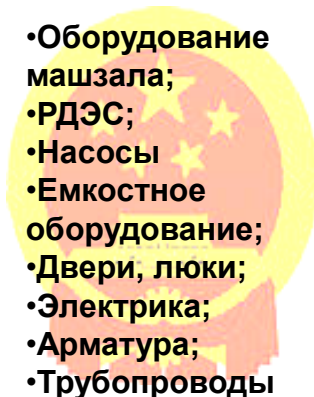 •Оборудование
машзала;
•РДЭС;
•Насосы
•Емкостное
оборудование;
•Двери, люки;
•Электрика;
•Арматура;
•Трубопроводы